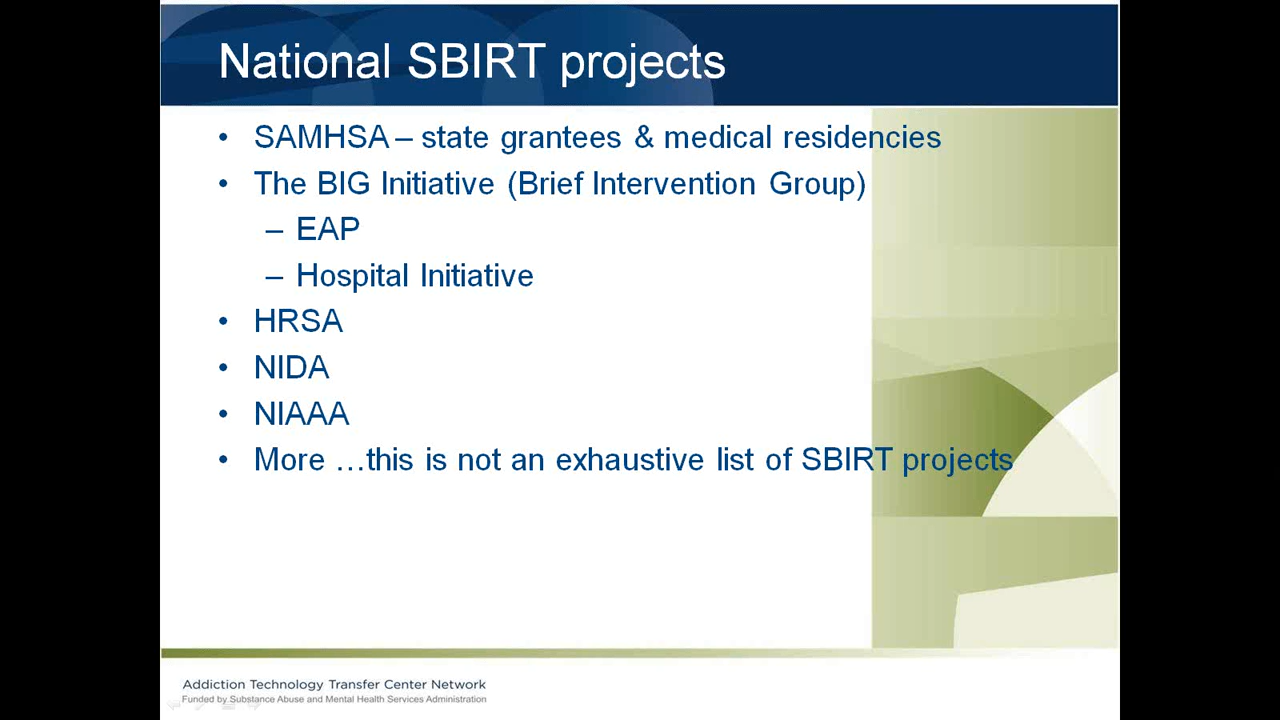 National SBIRT projects
• SAMHSA – state grantees & medical residencies
• The BIG Initiative (Brief Intervention Group)
– EAP
– Hospital Initiative
• HRSA
• NIDA
• NIAAA
• More …this is not an exhaustive list of SBIRT projects
Addiction Technology Transfer Center Network
Funded by Substance Abuse and Mental Health Services Administration